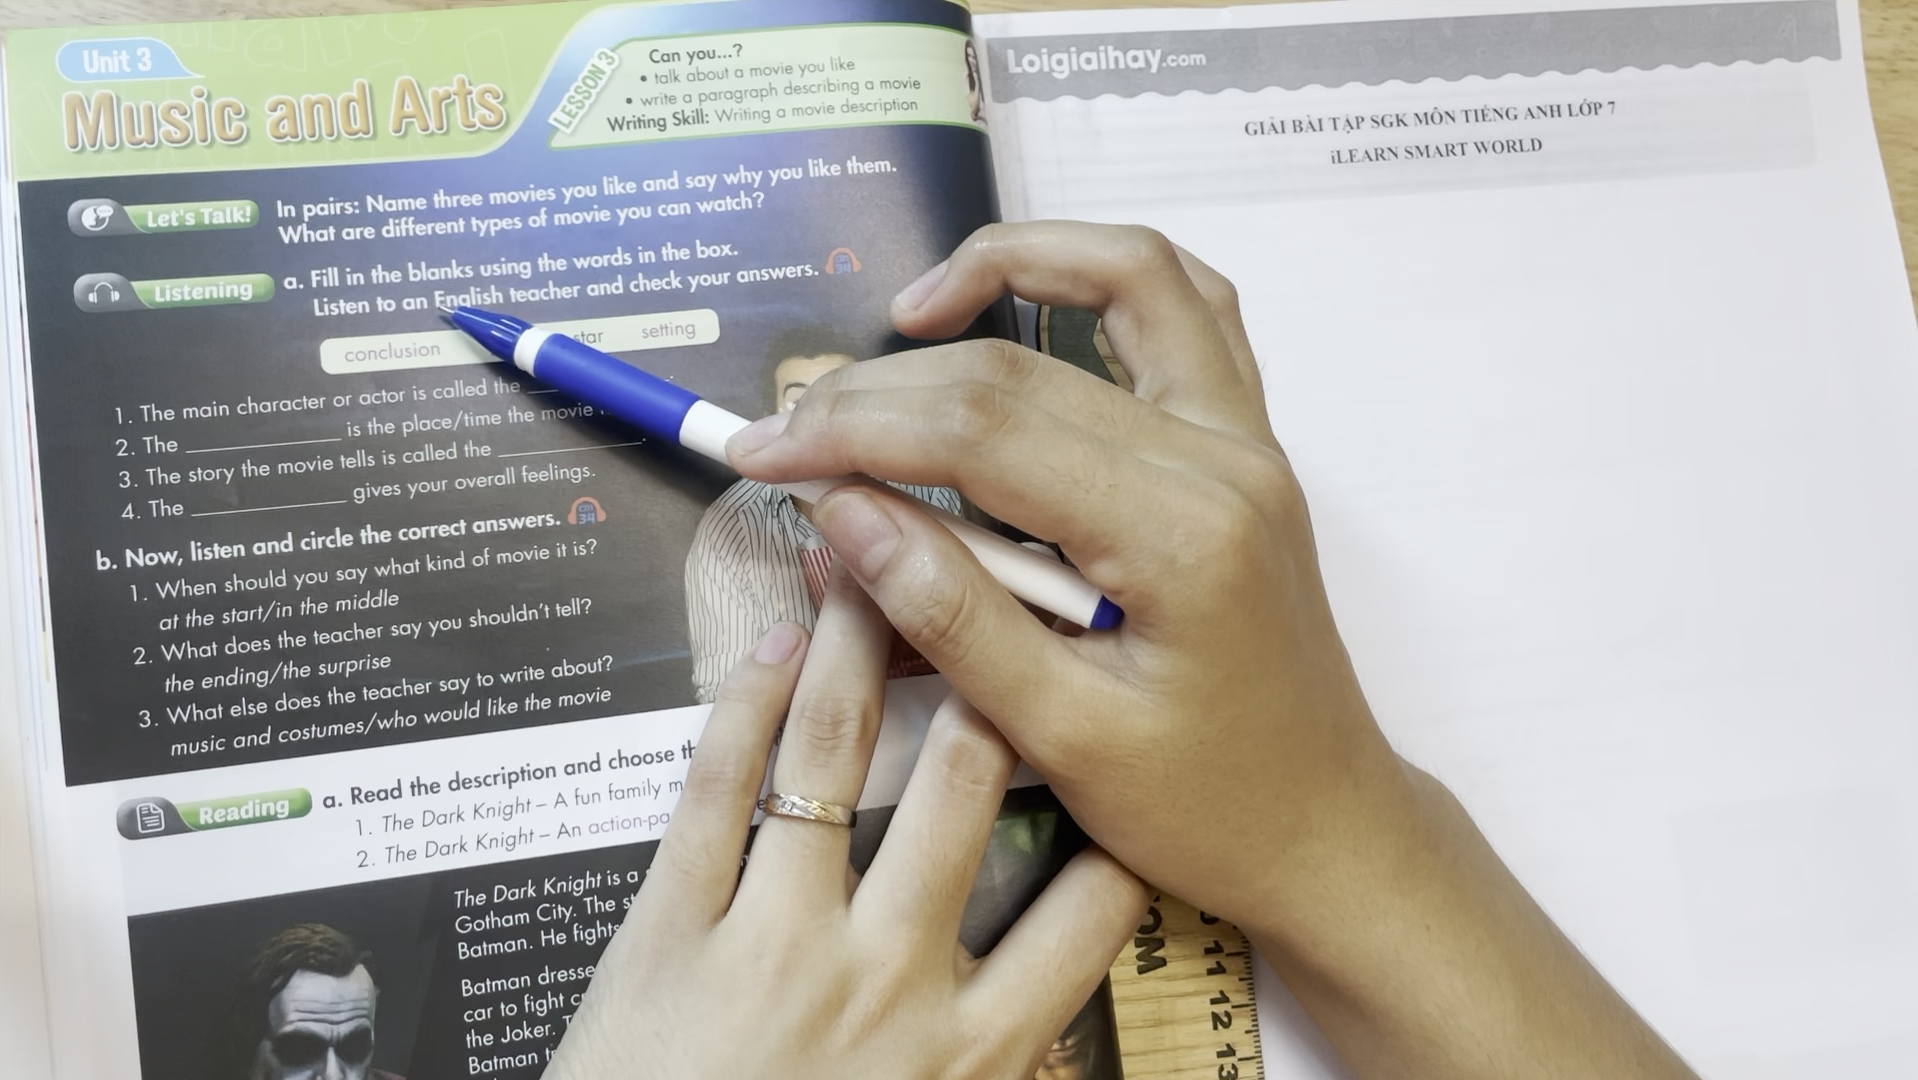 Unit 3
Music and Arts
LESSON 3
Can you...?
• talk about a movie you like
• write a paragraph describing a movie
Writing Skill: Writing a movie description
Let's Talk!
In pairs: Name three movies you like and say why you like them.
What are different types of movie you can watch?
Listening
a. Fill in the blanks using the words in the box.
Listen to an English teacher and check your answers.
conclusion star setting
1. The main character or actor is called the
2. The ____________ is the place/time the movie
3. The story the movie tells is called the ____________.
4. The ____________ gives your overall feelings.
b. Now, listen and circle the correct answers.
CD1
34
1. When should you say what kind of movie it is?
at the start/in the middle
2. What does the teacher say you shouldn't tell?
the ending/the surprise
3. What else does the teacher say to write about?
music and costumes/who would like the movie
Reading
a. Read the description and choose
1. The Dark Knight – A fun family
2. The Dark Knight – An
The Dark Knight is a
Gotham City. The
Batman. He fights
Batman
car to fight
the Joker.
Batman
Loigiaihay.com
GIẢI BÀI TẬP SGK MÔN TIẾNG ANH LỚP 7
iLEARN SMART WORLD
11
12
13